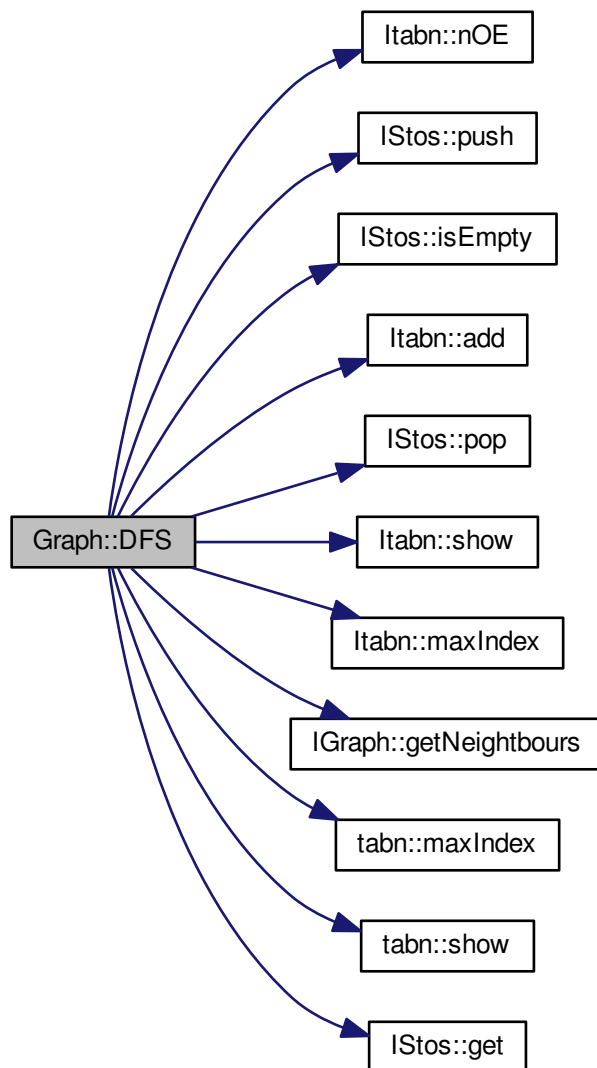 Itabn::nOE
IStos::push
IStos::isEmpty
Itabn::add
IStos::pop
Graph::DFS
Itabn::show
Itabn::maxIndex
IGraph::getNeightbours
tabn::maxIndex
tabn::show
IStos::get